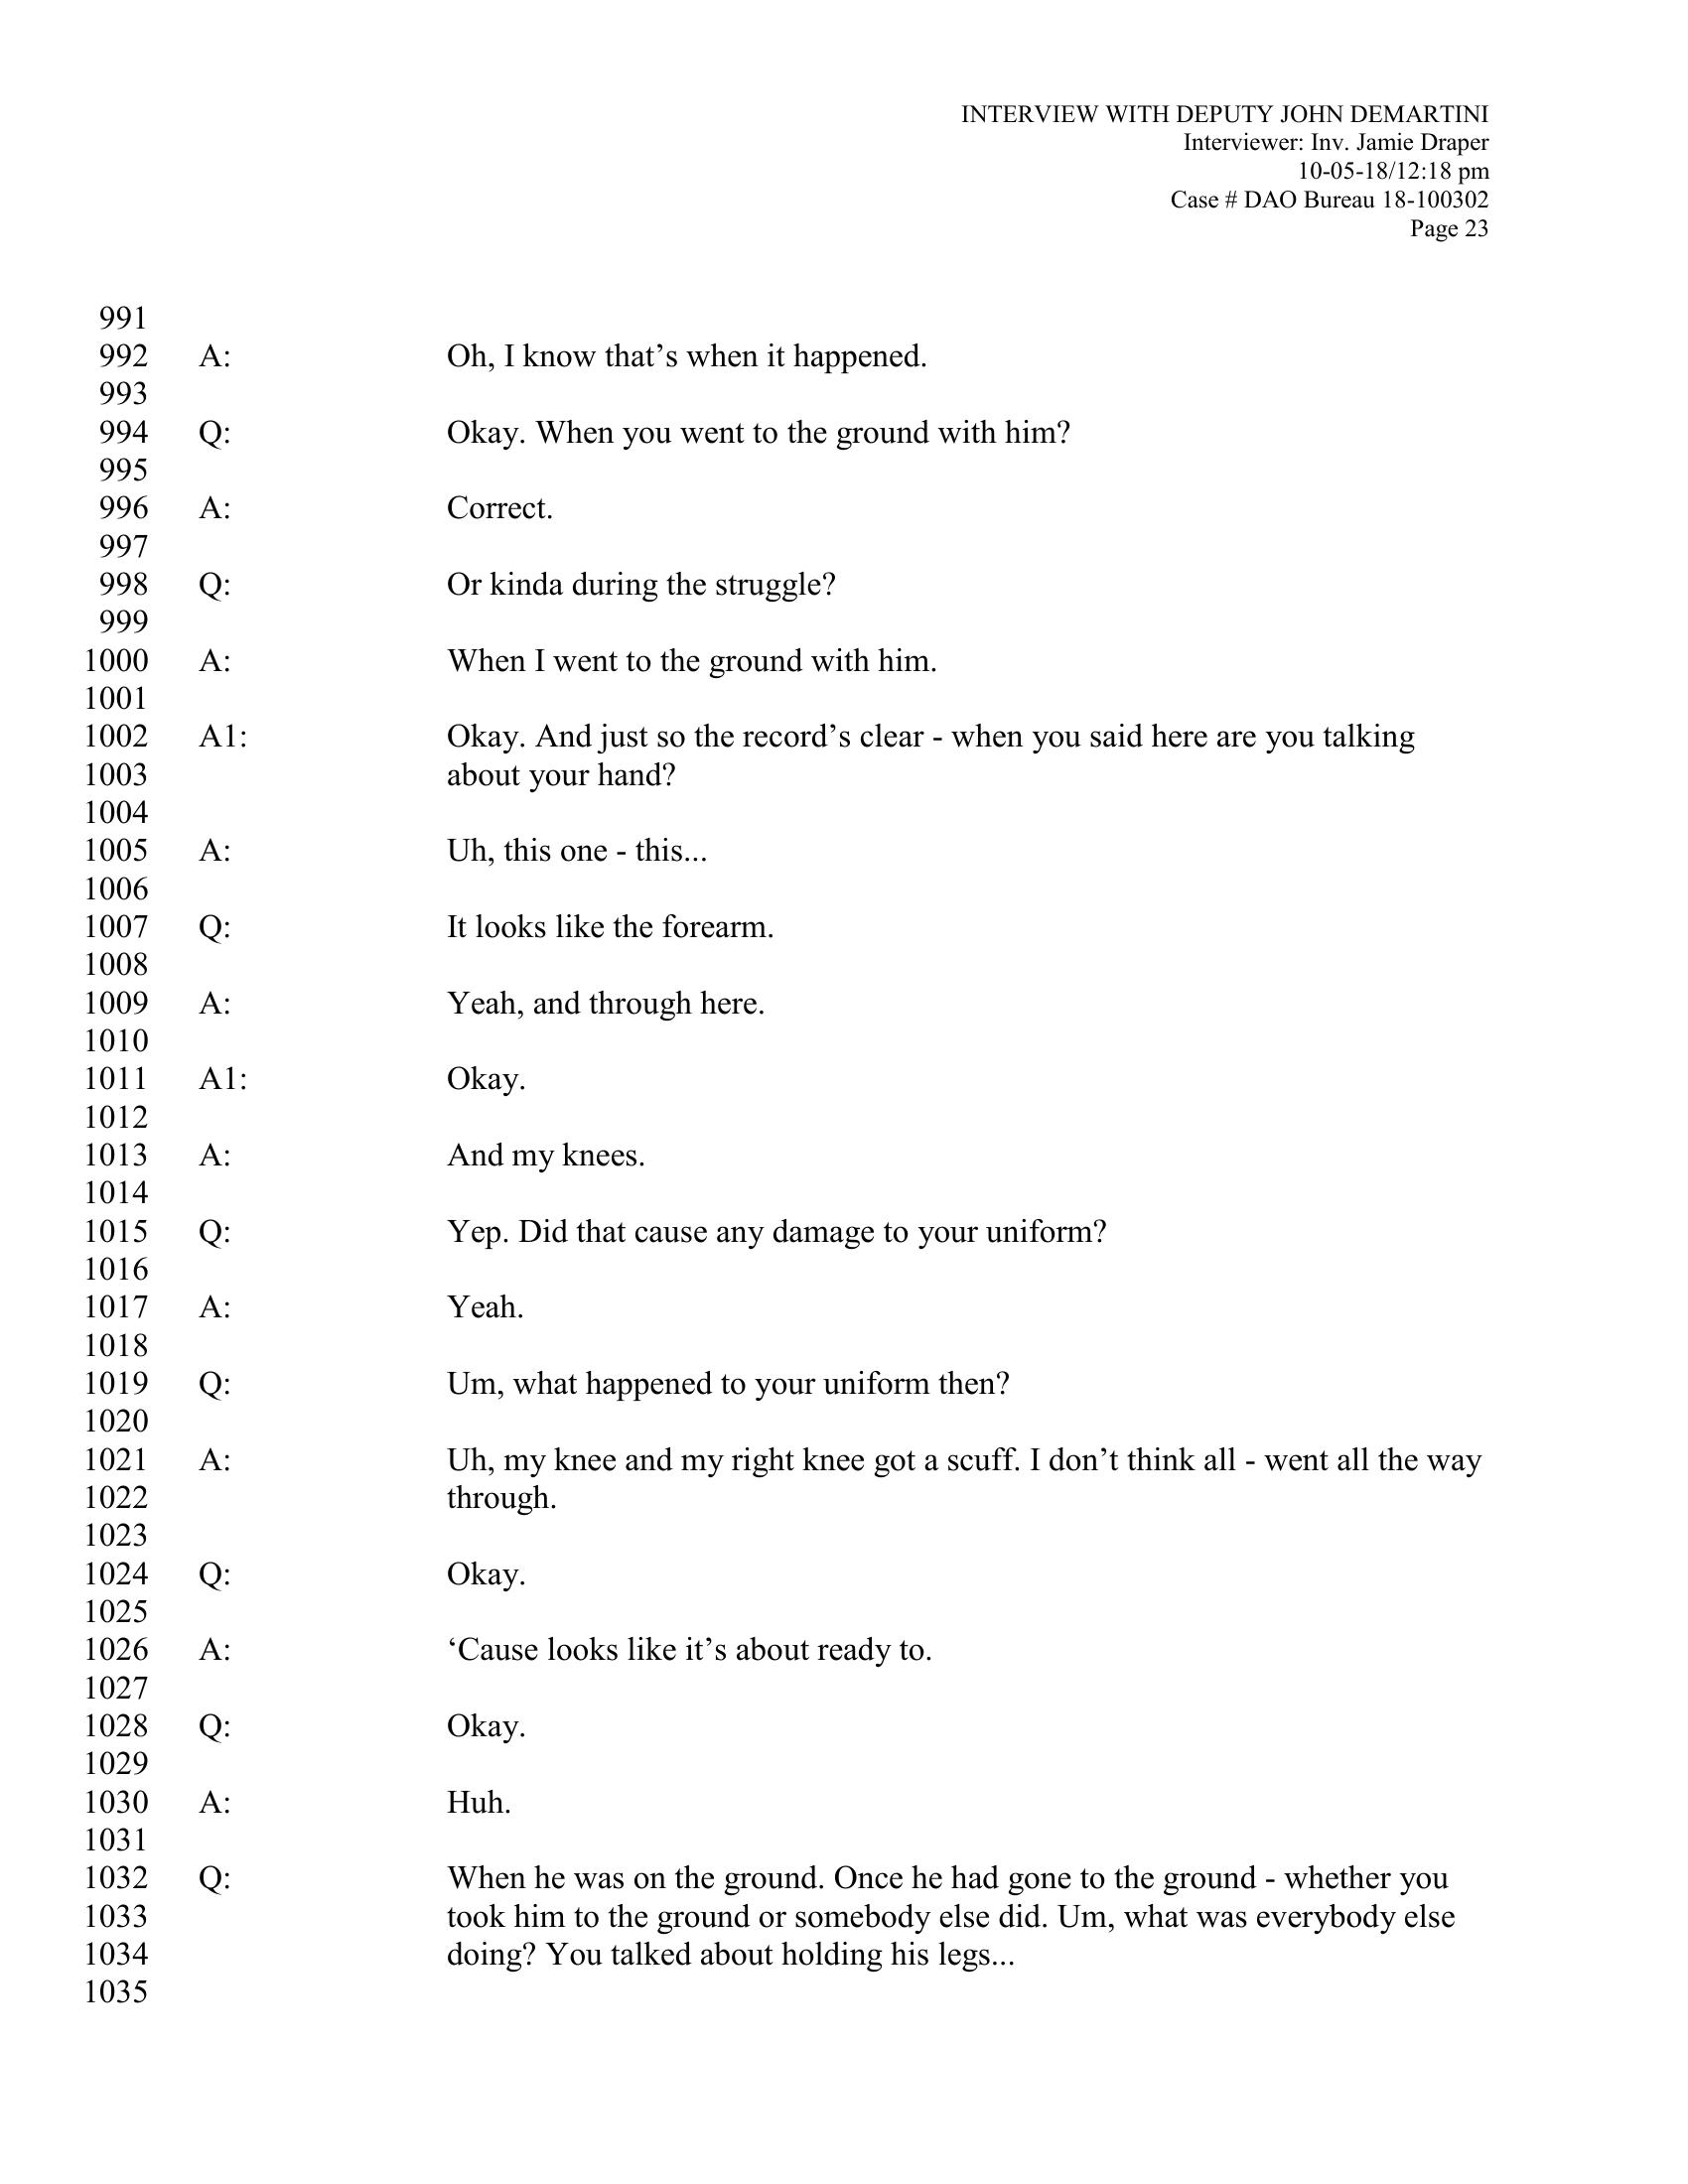 INTERVIEW WITH DEPUTY JOHN DEMARTINI
Interviewer: Inv. Jamie Draper
10-05-18/12:18 pm
Case # DAO Bureau 18-100302
Page 23
991
992 A: Oh, I know that’s when it happened.
993
994 Q: Okay. When you went to the ground with him?
995
996 A: Correct.
997
998 Q: Or kinda during the struggle?
999
1000 A: When I went to the ground with him.
1001
1002 A1: Okay. And just so the record’s clear - when you said here are you talking
1003 about your hand?
1004
1005 A: Uh, this one - this...
1006
1007 Q: It looks like the forearm.
1008
1009 A: Yeah, and through here.
1010
1011 A1: Okay.
1012
1013 A: And my knees.
1014
1015 Q: Yep. Did that cause any damage to your uniform?
1016
1017 A: Yeah.
1018
1019 Q: Um, what happened to your uniform then?
1020
1021 A: Uh, my knee and my right knee got a scuff. I don’t think all - went all the way
1022 through.
1023
1024 Q: Okay.
1025
1026 A: ‘Cause looks like it’s about ready to.
1027
1028 Q: Okay.
1029
1030 A: Huh.
1031
1032 Q: When he was on the ground. Once he had gone to the ground - whether you
1033 took him to the ground or somebody else did. Um, what was everybody else
1034 doing? You talked about holding his legs...
1035